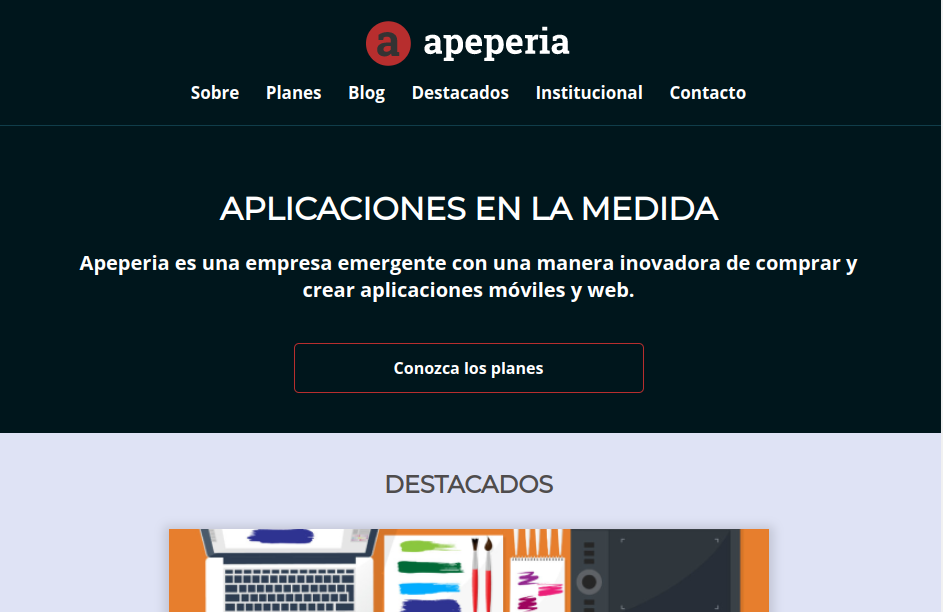 a apeperia
Sobre Planes Blog Destacados Institucional Contacto
APLICACIONES EN LA MEDIDA
Apeperia es una empresa emergente con una manera inovadora de comprar y
crear aplicaciones móviles y web.
Conozca los planes
DESTACADOS